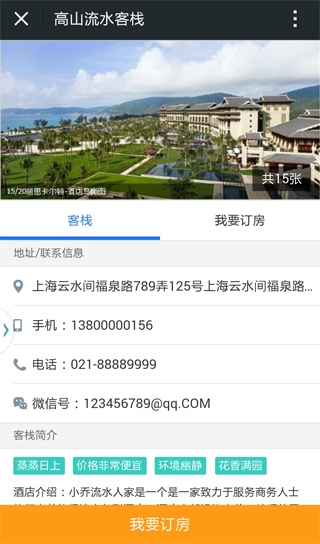 高山流水客栈
15/20丽思卡尔特-酒店鸟瞰图
共15张
客栈
我要订房
地址/联系信息
上海云水间福泉路789弄125号上海云水间福泉...
手机：13800000156
电话：021-88889999
微信号：123456789@qq.COM
客栈简介
蒸蒸日上 价格非常便宜 环境幽静 花香满园
酒店介绍：小乔流水人家是一个是一家致力于服务商务人士
我要订房